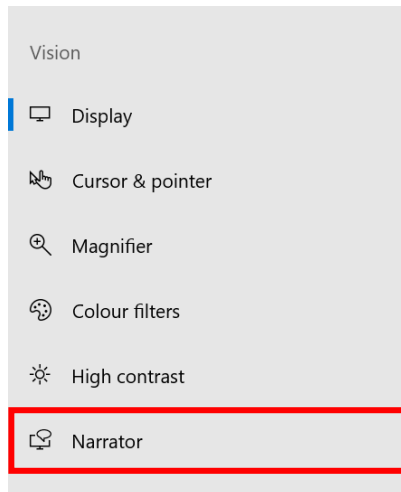 Vision
Display
Cursor & pointer
Magnifier
Colour filters
High contrast
Narrator